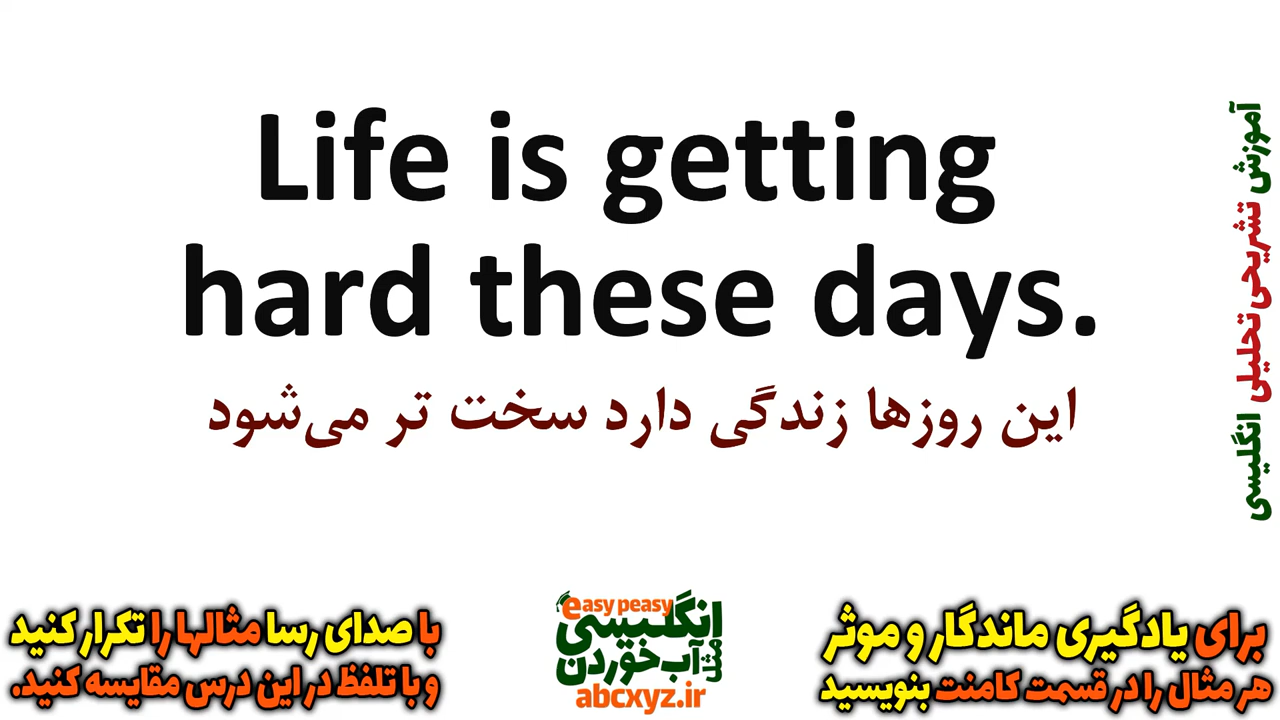 Life is getting
hard these days.
این روزها زندگی دارد سخت تر می‌شود
آموزش تشریحی تحلیلی انگلیسی
با صدای رسا مثالها را تکرار کنید
و با تلفظ در این درس مقایسه کنید.
easy peasy
انگلیسی
مثل آب خوردن
abcxyz.ir
برای یادگیری ماندگار و موثر
هر مثال را در قسمت کامنت بنویسید